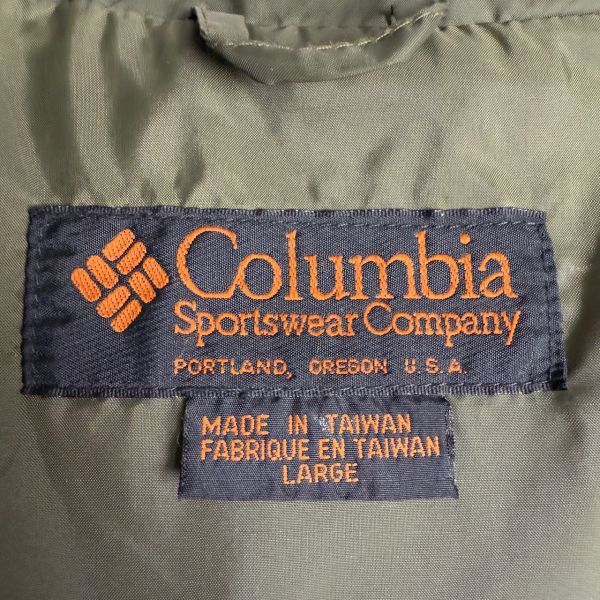 Columbia
Sportswear Company
PORTLAND, OREGON U.S.A.
MADE IN TAIWAN
FABRIQUE EN TAIWAN
LARGE